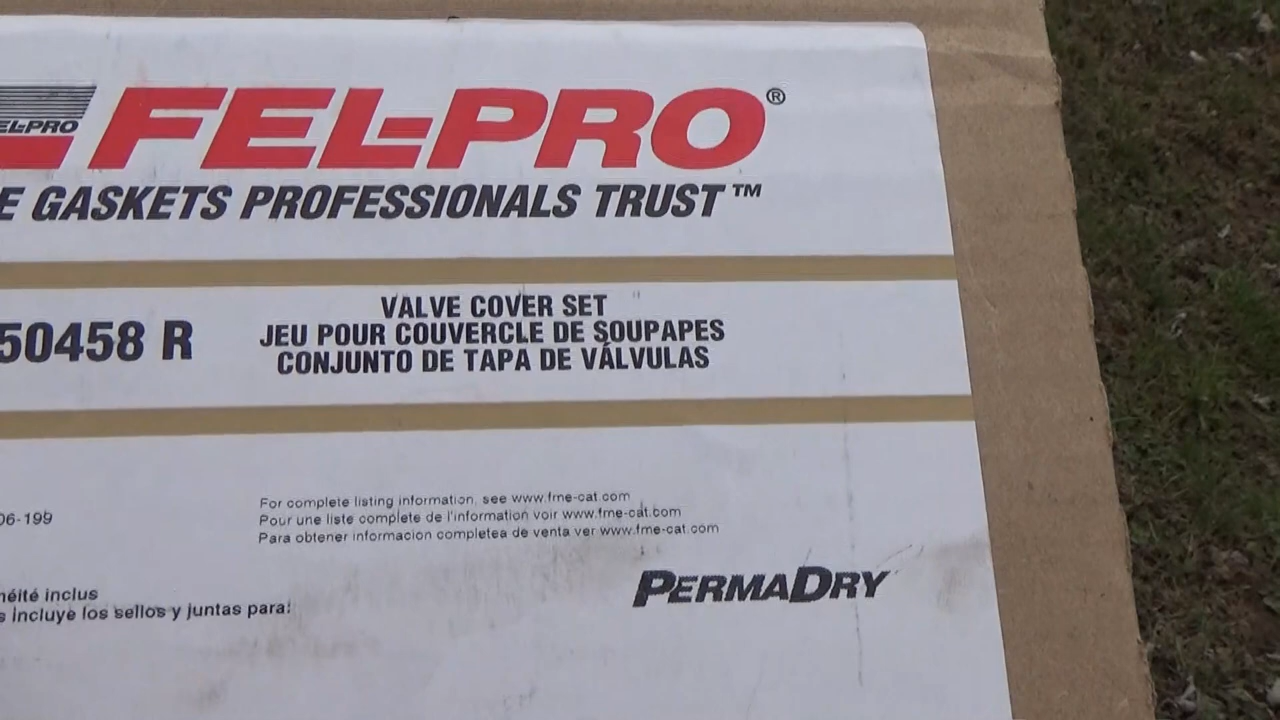 EL-PRO
FEL-PRO®
E GASKETS PROFESSIONALS TRUST™
50458 R
VALVE COVER SET
JEU POUR COUVERCLE DE SOUPAPES
CONJUNTO DE TAPA DE VÁLVULAS
For complete listing information, see www.fme-cat.com
Pour une liste complete de l'information voir www.fme-cat.com
06-199
Para obtener informacion completea de venta ver www.fme-cat.com
PERMADRY
néité inclus
s incluye los sellos y juntas para: